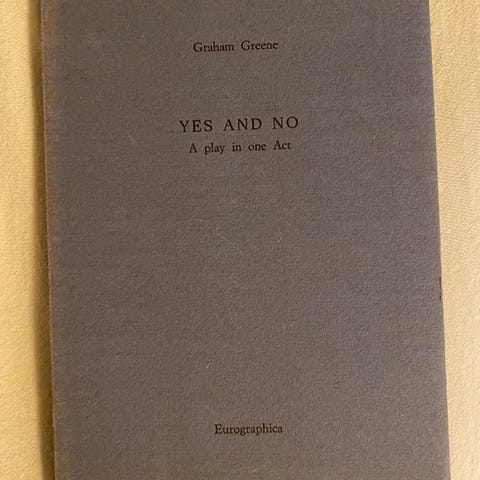 Graham Greene
YES AND NO
A play in one Act
Eurographica